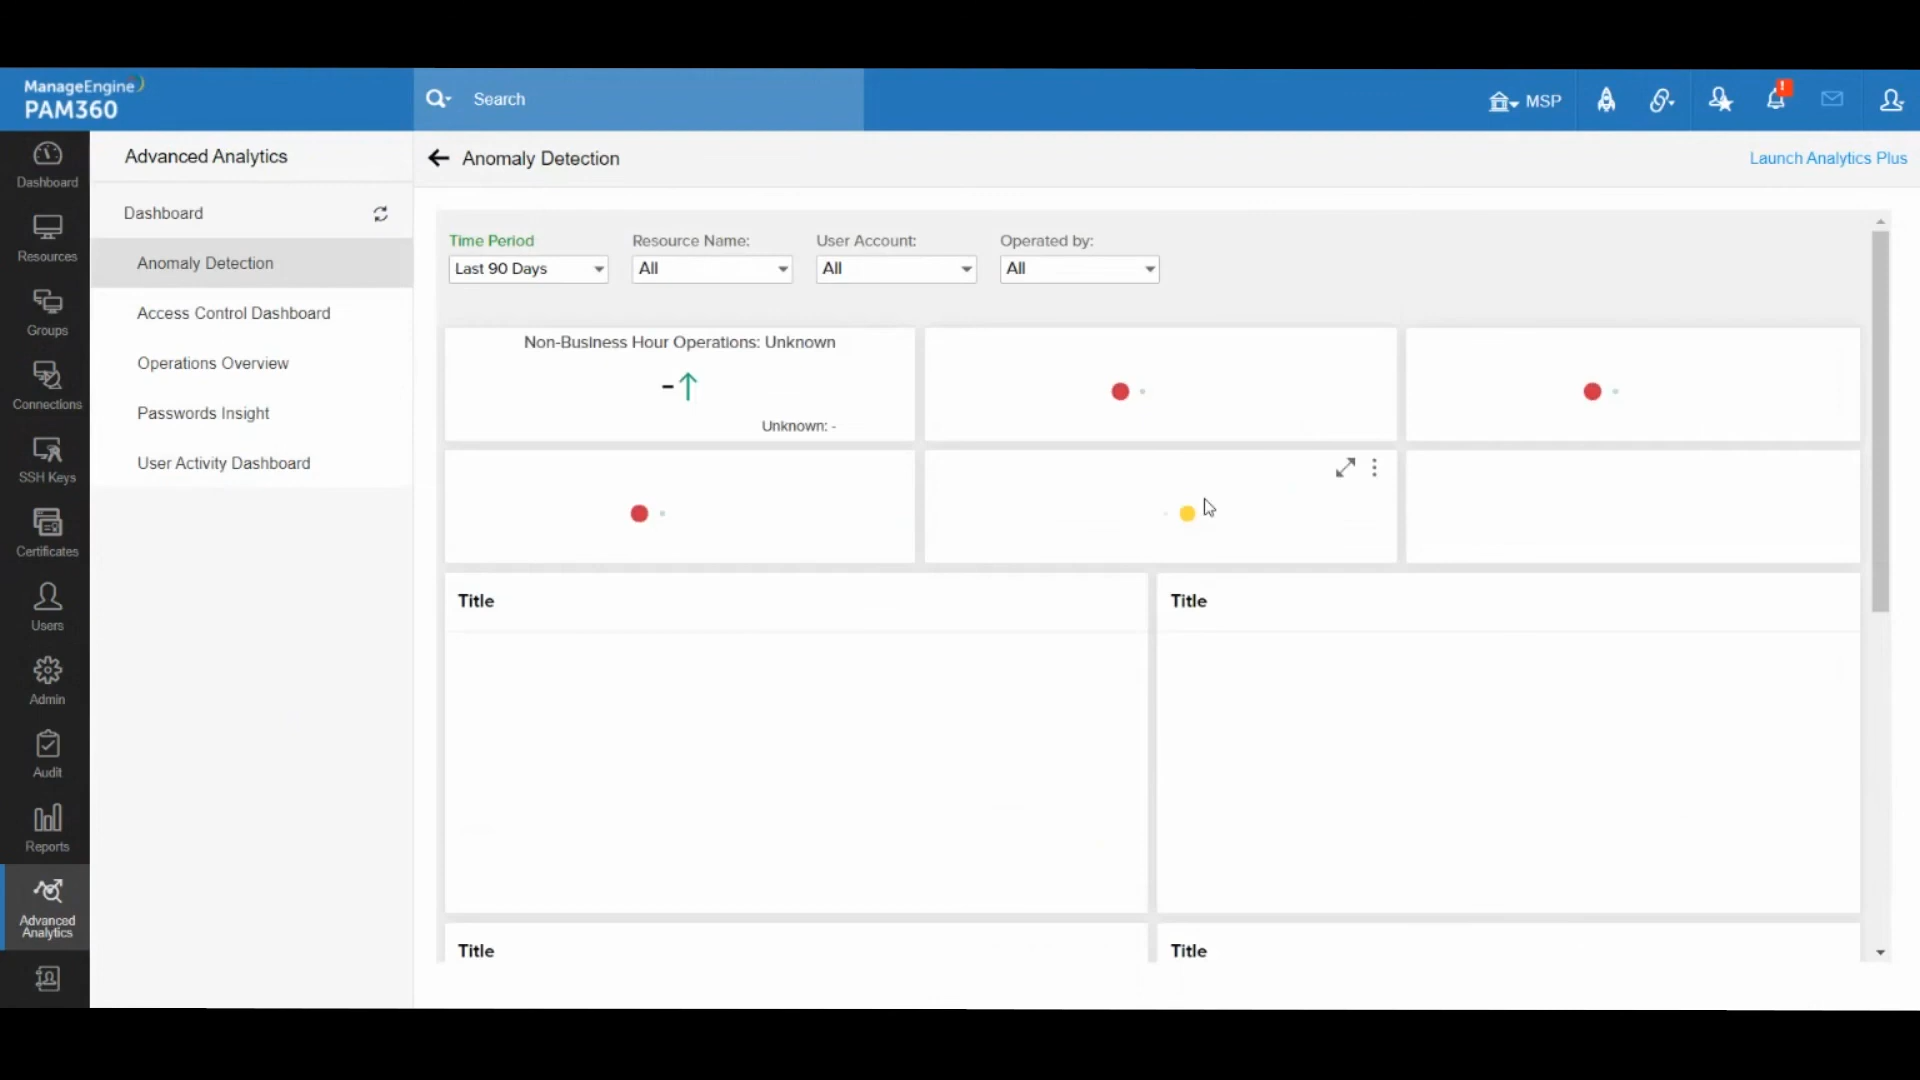 ManageEngine
PAM360
Search
MSP
!
Dashboard
Resources
Groups
Connections
SSH Keys
Certificates
Users
Admin
Audit
Reports
Advanced
Analytics
Advanced Analytics
Dashboard
Anomaly Detection
Access Control Dashboard
Operations Overview
Passwords Insight
User Activity Dashboard
Anomaly Detection
Launch Analytics Plus
Time Period
Last 90 Days
Resource Name:
All
User Account:
All
Operated by:
All
Non-Business Hour Operations: Unknown
-
Unknown: -
Title
Title
Title
Title